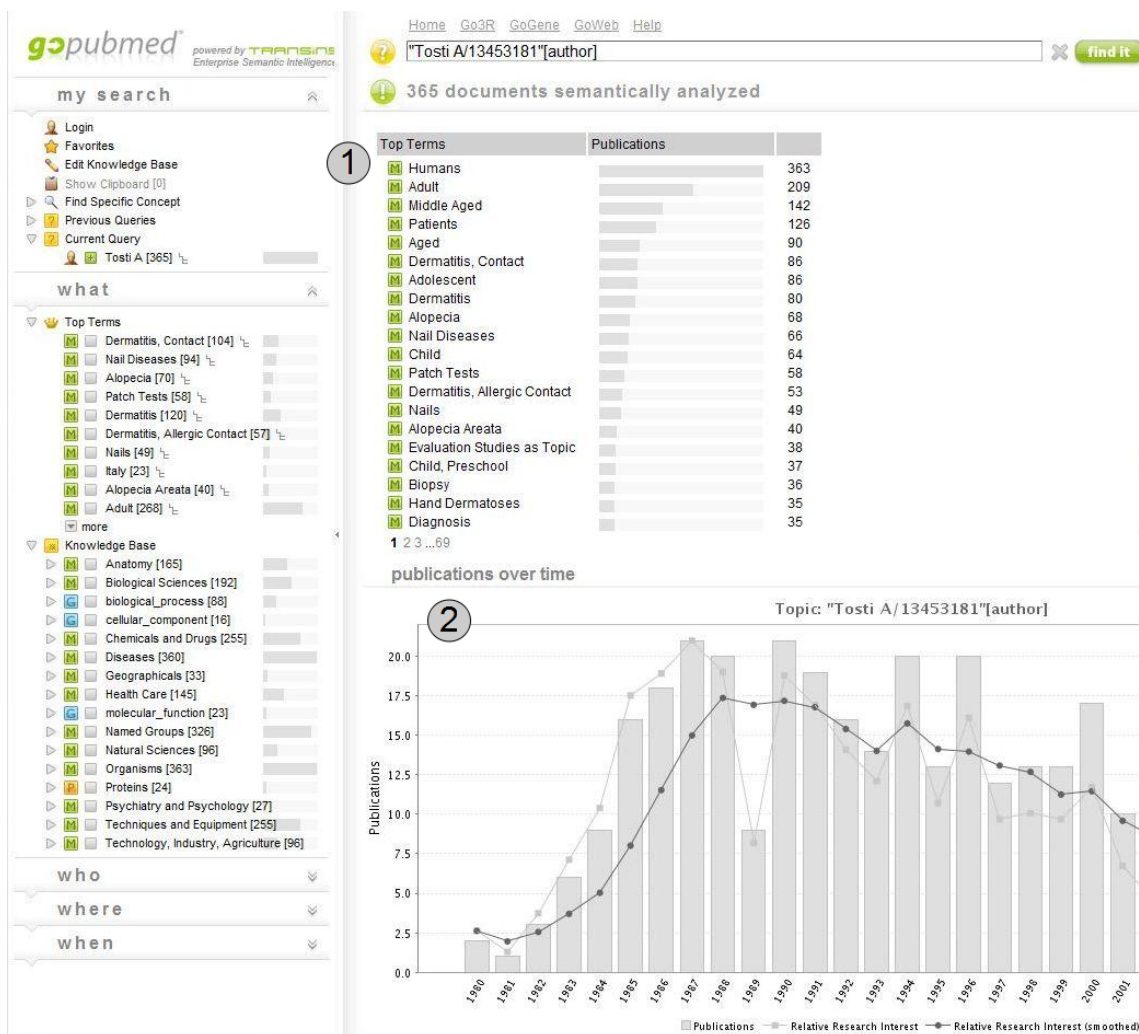 gopubmed powered by TRANSINS
Enterprise Semantic Intelligence
my search
Login
Favorites
Edit Knowledge Base
Show Clipboard [0]
Find Specific Concept
Previous Queries
Current Query
Tosti A [365]
what
Top Terms
Dermatitis, Contact [104]
Nail Diseases [94]
Alopecia [70]
Patch Tests [58]
Dermatitis [120]
Dermatitis, Allergic Contact [57]
Nails [49]
Italy [23]
Alopecia Areata [40]
Adult [268]
more
Knowledge Base
Anatomy [165]
Biological Sciences [192]
biological_process [88]
cellular_component [16]
Chemicals and Drugs [255]
Diseases [360]
Geographicals [33]
Health Care [145]
molecular_function [23]
Named Groups [326]
Natural Sciences [96]
Organisms [363]
Proteins [24]
Psychiatry and Psychology [27]
Techniques and Equipment [255]
Technology, Industry, Agriculture [96]
who
where
when
Home Go3R GoGene GoWeb Help
"Tosti A/13453181"[author] find it
365 documents semantically analyzed
1
Top Terms Publications
Humans 363
Adult 209
Middle Aged 142
Patients 126
Aged 90
Dermatitis, Contact 86
Adolescent 86
Dermatitis 80
Alopecia 68
Nail Diseases 66
Child 64
Patch Tests 58
Dermatitis, Allergic Contact 53
Nails 49
Alopecia Areata 40
Evaluation Studies as Topic 38
Child, Preschool 37
Biopsy 36
Hand Dermatoses 35
Diagnosis 35
1 2 3 ...69
publications over time
2
Topic: "Tosti A/13453181"[author]
Publications
20.0
17.5
15.0
12.5
10.0
7.5
5.0
2.5
0.0
1980 1981 1982 1983 1984 1985 1986 1987 1988 1989 1990 1991 1992 1993 1994 1995 1996 1997 1998 1999 2000 2001
Publications Relative Research Interest Relative Research Interest (smoothed)